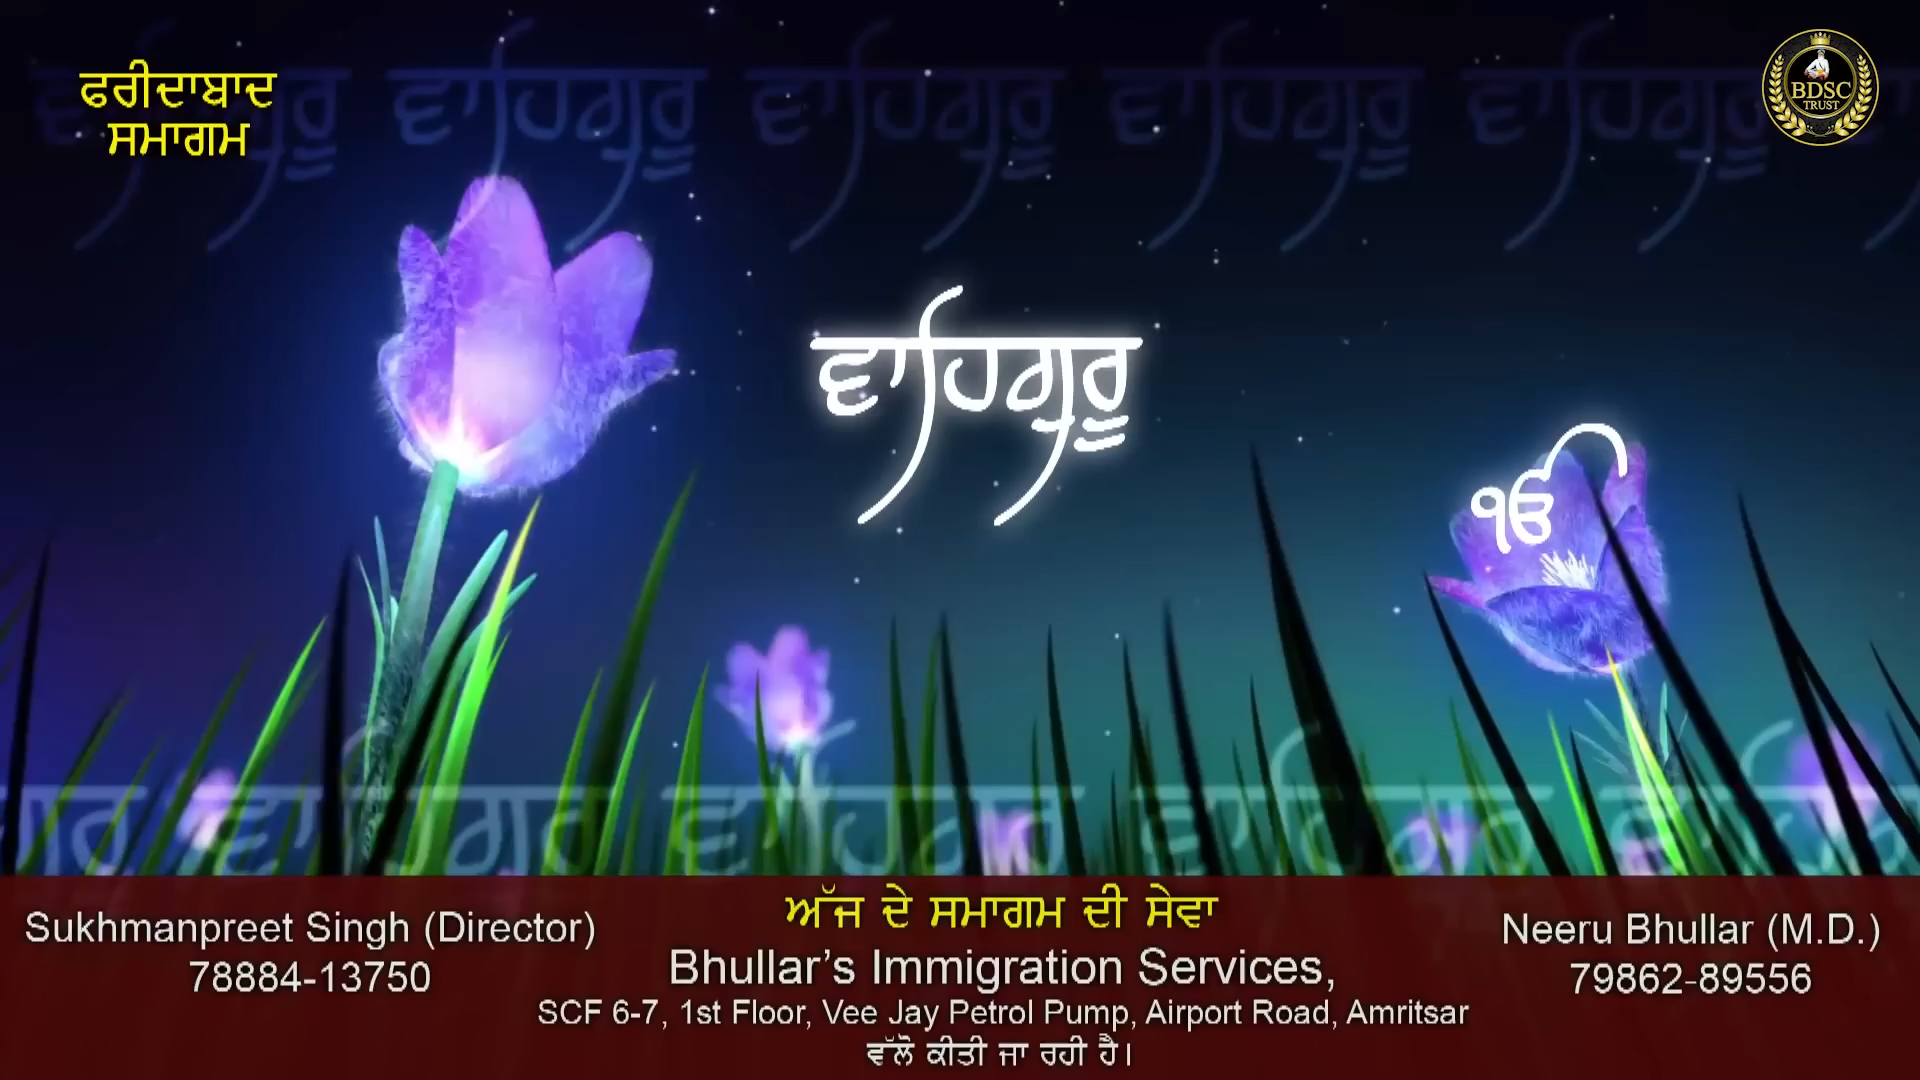 ਫਰੀਦਾਬਾਦ
ਸਮਾਗਮ
BDSC
TRUST
ਵਾਹਿਗੁਰੂ ਵਾਹਿਗੁਰੂ ਵਾਹਿਗੁਰੂ ਵਾਹਿਗੁਰੂ ਵਾਹਿਗੁਰੂ
ਵਾਹਿਗੁਰੂ
ੴ
ਵਾਹਿਗੁਰੂ ਵਾਹਿਗੁਰੂ ਵਾਹਿਗੁਰੂ
ਅੱਜ ਦੇ ਸਮਾਗਮ ਦੀ ਸੇਵਾ
Sukhmanpreet Singh (Director)
78884-13750
Bhullar’s Immigration Services,
SCF 6-7, 1st Floor, Vee Jay Petrol Pump, Airport Road, Amritsar
ਵੱਲੋ ਕੀਤੀ ਜਾ ਰਹੀ ਹੈ।
Neeru Bhullar (M.D.)
79862-89556